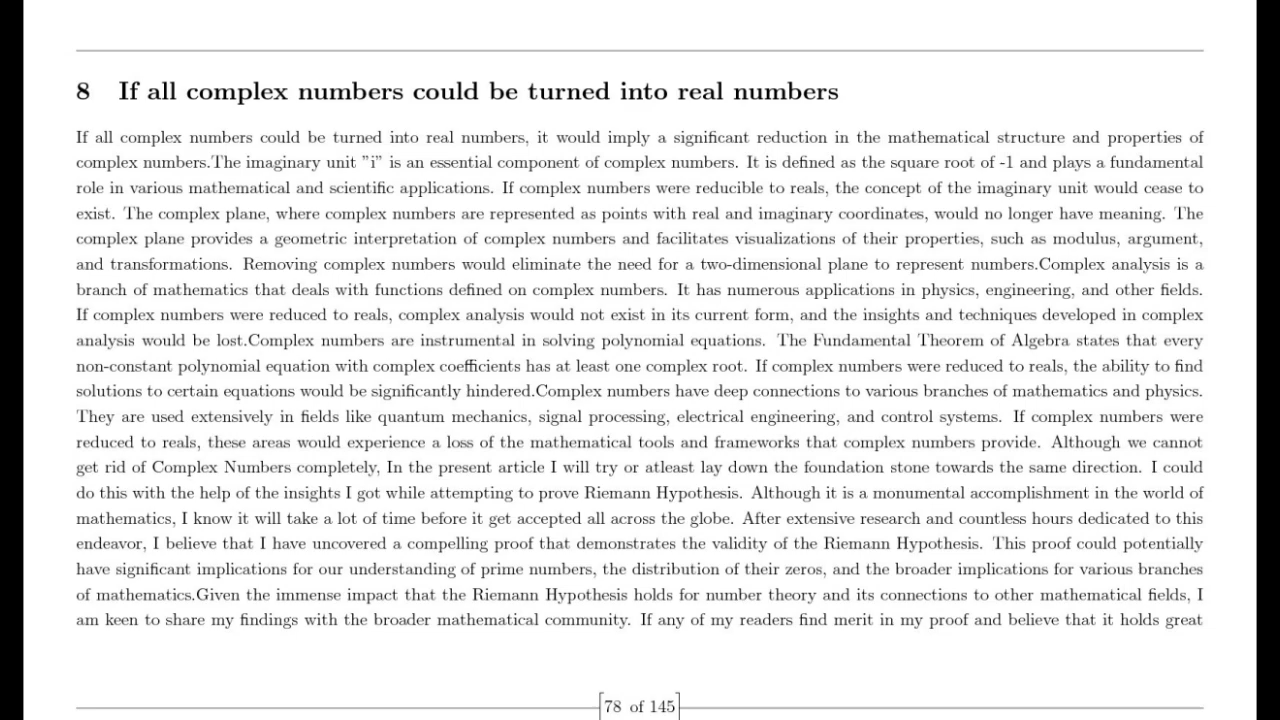 8 If all complex numbers could be turned into real numbers
If all complex numbers could be turned into real numbers, it would imply a significant reduction in the mathematical structure and properties of
complex numbers.The imaginary unit ”i” is an essential component of complex numbers. It is defined as the square root of -1 and plays a fundamental
role in various mathematical and scientific applications. If complex numbers were reducible to reals, the concept of the imaginary unit would cease to
exist. The complex plane, where complex numbers are represented as points with real and imaginary coordinates, would no longer have meaning. The
complex plane provides a geometric interpretation of complex numbers and facilitates visualizations of their properties, such as modulus, argument,
and transformations. Removing complex numbers would eliminate the need for a two-dimensional plane to represent numbers.Complex analysis is a
branch of mathematics that deals with functions defined on complex numbers. It has numerous applications in physics, engineering, and other fields.
If complex numbers were reduced to reals, complex analysis would not exist in its current form, and the insights and techniques developed in complex
analysis would be lost.Complex numbers are instrumental in solving polynomial equations. The Fundamental Theorem of Algebra states that every
non-constant polynomial equation with complex coefficients has at least one complex root. If complex numbers were reduced to reals, the ability to find
solutions to certain equations would be significantly hindered.Complex numbers have deep connections to various branches of mathematics and physics.
They are used extensively in fields like quantum mechanics, signal processing, electrical engineering, and control systems. If complex numbers were
reduced to reals, these areas would experience a loss of the mathematical tools and frameworks that complex numbers provide. Although we cannot
get rid of Complex Numbers completely, In the present article I will try or atleast lay down the foundation stone towards the same direction. I could
do this with the help of the insights I got while attempting to prove Riemann Hypothesis. Although it is a monumental accomplishment in the world of
mathematics, I know it will take a lot of time before it get accepted all across the globe. After extensive research and countless hours dedicated to this
endeavor, I believe that I have uncovered a compelling proof that demonstrates the validity of the Riemann Hypothesis. This proof could potentially
have significant implications for our understanding of prime numbers, the distribution of their zeros, and the broader implications for various branches
of mathematics.Given the immense impact that the Riemann Hypothesis holds for number theory and its connections to other mathematical fields, I
am keen to share my findings with the broader mathematical community. If any of my readers find merit in my proof and believe that it holds great
78 of 145